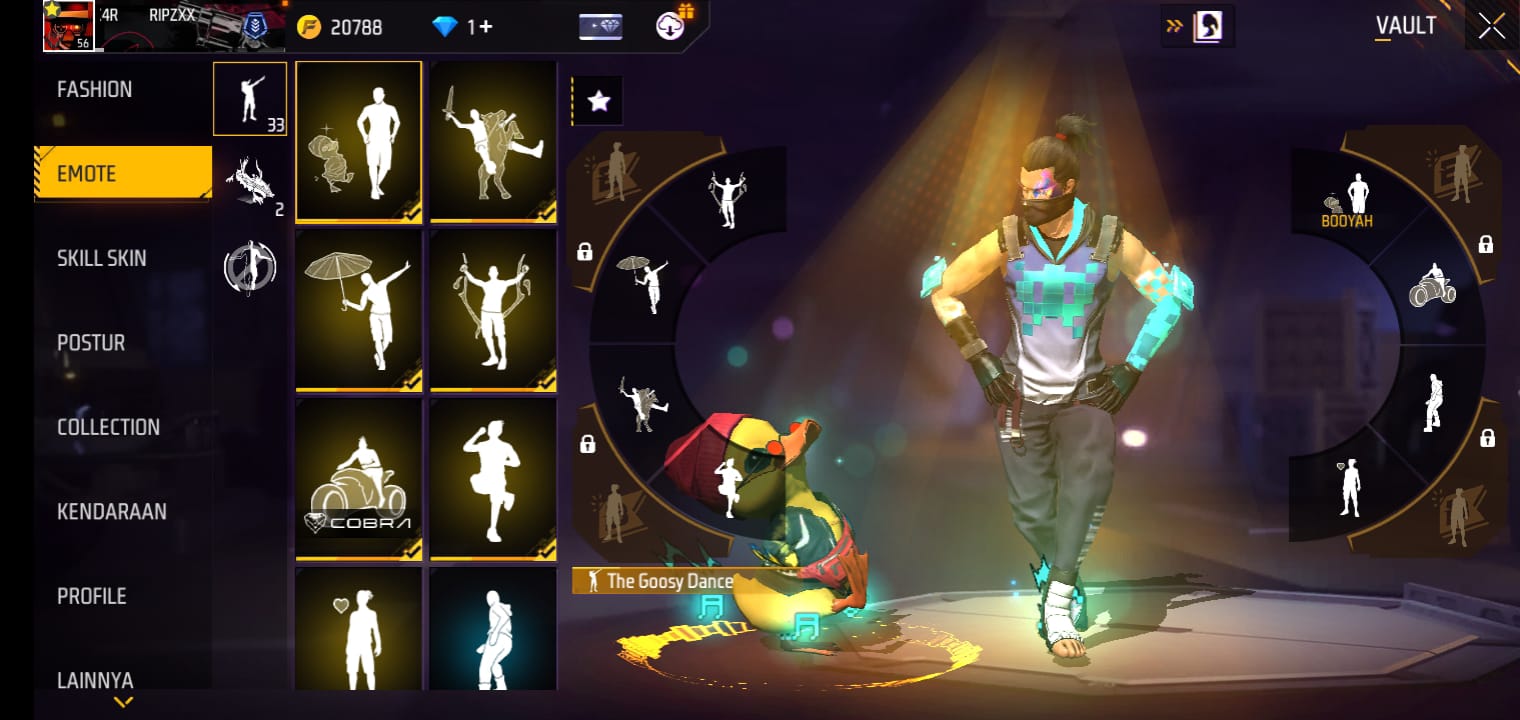 4R RIPZXX
56
20788
1+
VAULT
FASHION
33
EMOTE
2
SKILL SKIN
POSTUR
COLLECTION
KENDARAAN
PROFILE
LAINNYA
COBRA
The Goosy Dance
BOOYAH